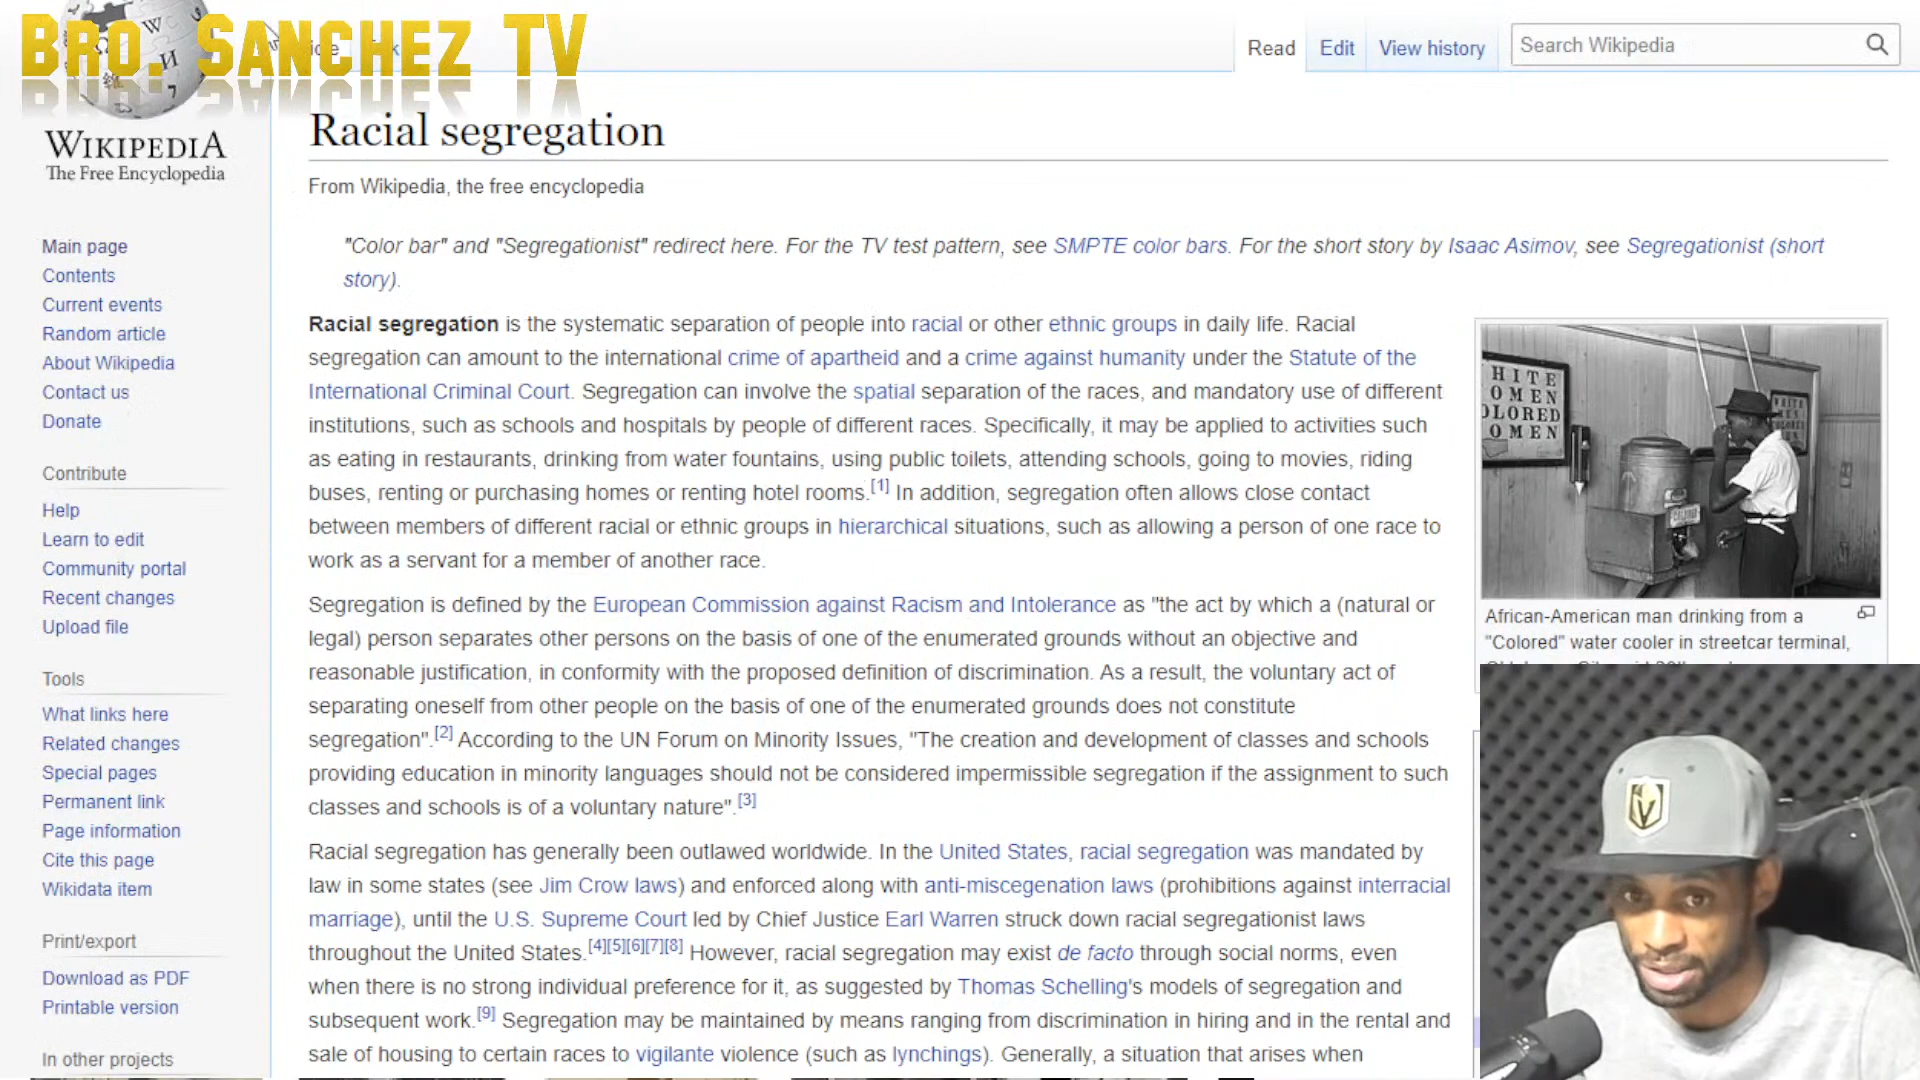 BRO. SANCHEZ TV
Read Edit View history Search Wikipedia
WIKIPEDIA
The Free Encyclopedia
Main page
Contents
Current events
Random article
About Wikipedia
Contact us
Donate
Contribute
Help
Learn to edit
Community portal
Recent changes
Upload file
Tools
What links here
Related changes
Special pages
Permanent link
Page information
Cite this page
Wikidata item
Print/export
Download as PDF
Printable version
In other projects
Racial segregation
From Wikipedia, the free encyclopedia
"Color bar" and "Segregationist" redirect here. For the TV test pattern, see SMPTE color bars. For the short story by Isaac Asimov, see Segregationist (short
story).
Racial segregation is the systematic separation of people into racial or other ethnic groups in daily life. Racial
segregation can amount to the international crime of apartheid and a crime against humanity under the Statute of the
International Criminal Court. Segregation can involve the spatial separation of the races, and mandatory use of different
institutions, such as schools and hospitals by people of different races. Specifically, it may be applied to activities such
as eating in restaurants, drinking from water fountains, using public toilets, attending schools, going to movies, riding
buses, renting or purchasing homes or renting hotel rooms.[1] In addition, segregation often allows close contact
between members of different racial or ethnic groups in hierarchical situations, such as allowing a person of one race to
work as a servant for a member of another race.
Segregation is defined by the European Commission against Racism and Intolerance as "the act by which a (natural or
legal) person separates other persons on the basis of one of the enumerated grounds without an objective and
reasonable justification, in conformity with the proposed definition of discrimination. As a result, the voluntary act of
separating oneself from other people on the basis of one of the enumerated grounds does not constitute
segregation".[2] According to the UN Forum on Minority Issues, "The creation and development of classes and schools
providing education in minority languages should not be considered impermissible segregation if the assignment to such
classes and schools is of a voluntary nature".[3]
Racial segregation has generally been outlawed worldwide. In the United States, racial segregation was mandated by
law in some states (see Jim Crow laws) and enforced along with anti-miscegenation laws (prohibitions against interracial
marriage), until the U.S. Supreme Court led by Chief Justice Earl Warren struck down racial segregationist laws
throughout the United States.[4][5][6][7][8] However, racial segregation may exist de facto through social norms, even
when there is no strong individual preference for it, as suggested by Thomas Schelling's models of segregation and
subsequent work.[9] Segregation may be maintained by means ranging from discrimination in hiring and in the rental and
sale of housing to certain races to vigilante violence (such as lynchings). Generally, a situation that arises when
HITE
OMEN
OLORED
OMEN
COLORED
African-American man drinking from a
"Colored" water cooler in streetcar terminal,